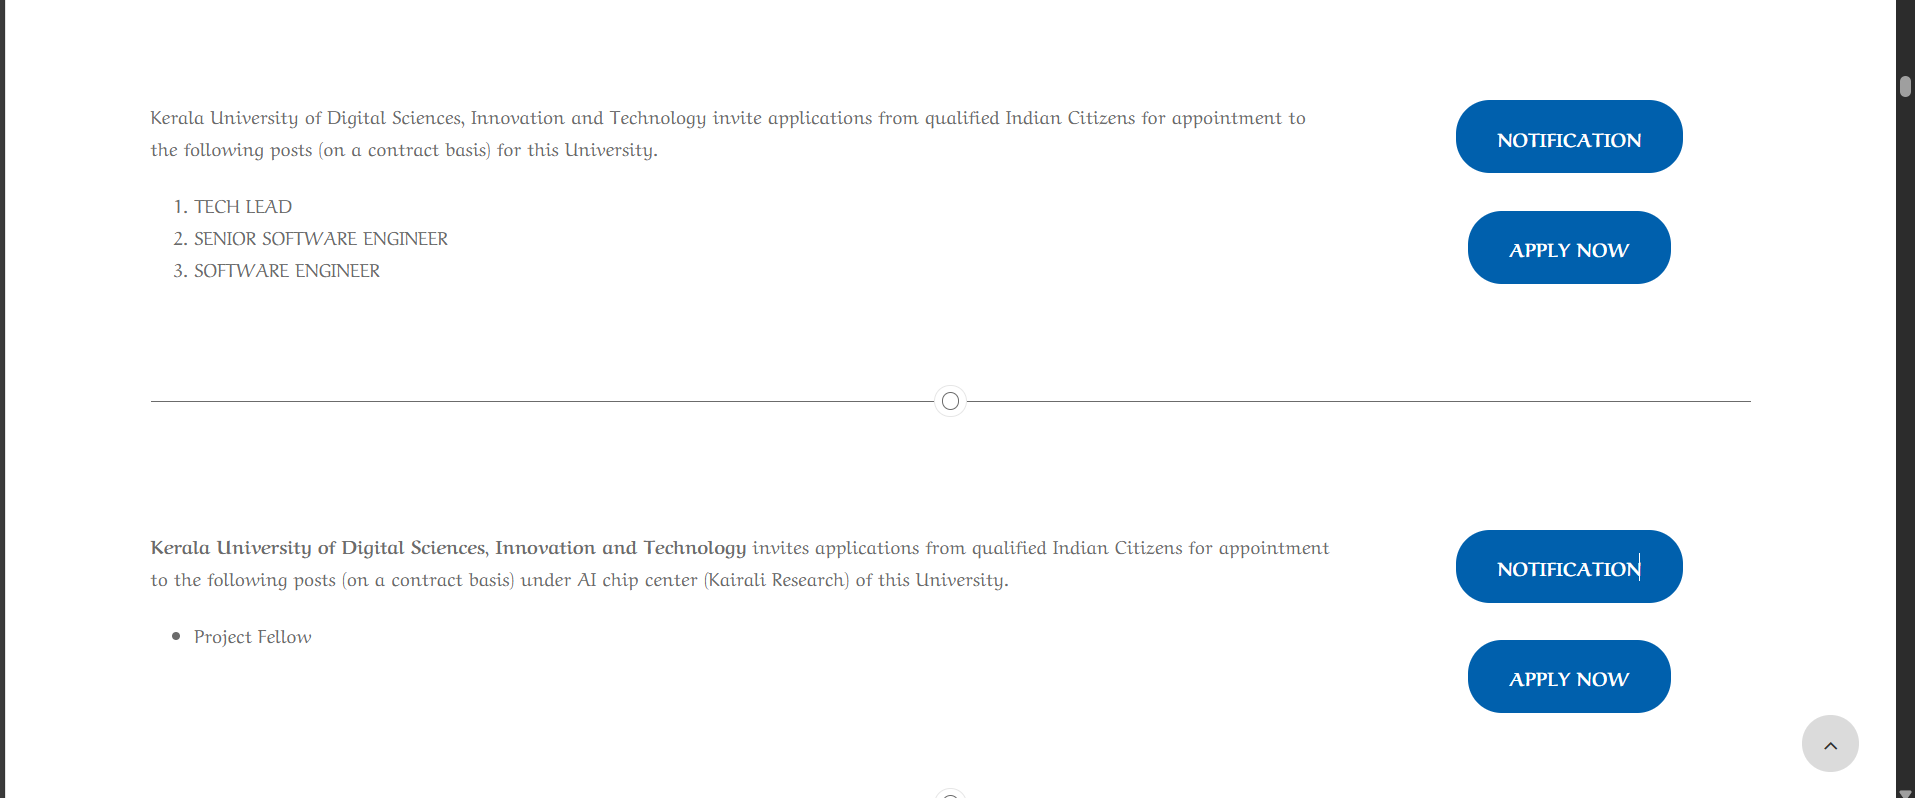 Kerala University of Digital Sciences, Innovation and Technology invite applications from qualified Indian Citizens for appointment to
the following posts (on a contract basis) for this University.
1. TECH LEAD
2. SENIOR SOFTWARE ENGINEER
3. SOFTWARE ENGINEER
NOTIFICATION
APPLY NOW
Kerala University of Digital Sciences, Innovation and Technology invites applications from qualified Indian Citizens for appointment
to the following posts (on a contract basis) under AI chip center (Kairali Research) of this University.
• Project Fellow
NOTIFICATION
APPLY NOW